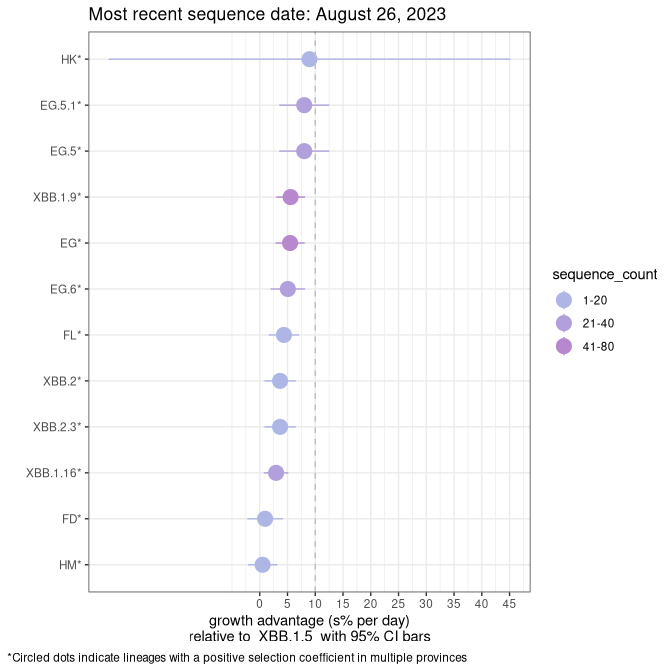 Most recent sequence date: August 26, 2023
HK*
EG.5.1*
EG.5*
XBB.1.9*
EG*
EG.6*
FL*
XBB.2*
XBB.2.3*
XBB.1.16*
FD*
HM*
sequence_count
1-20
21-40
41-80
0 5 10 15 20 25 30 35 40 45
growth advantage (s% per day)
relative to XBB.1.5 with 95% CI bars
*Circled dots indicate lineages with a positive selection coefficient in multiple provinces